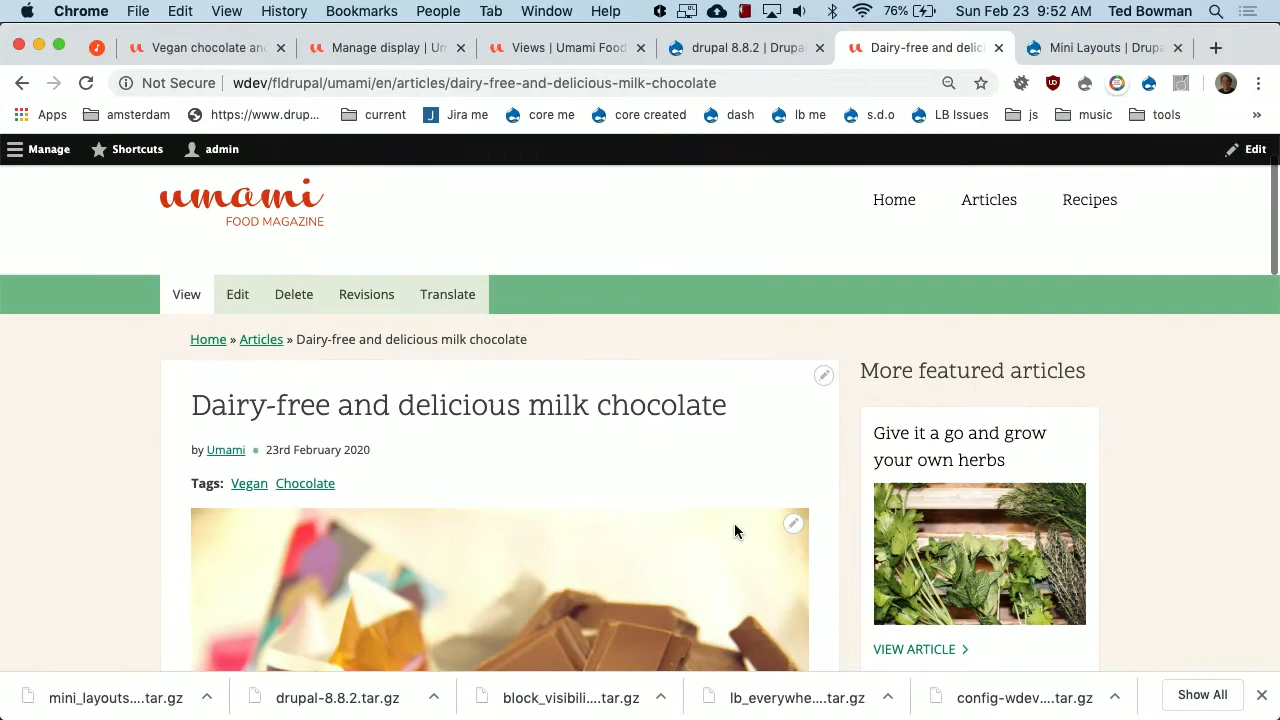 Chrome File Edit View History Bookmarks People Tab Window Help 76% Sun Feb 23 9:52 AM Ted Bowman
Vegan chocolate an Manage display | Um Views | Umami Food drupal 8.8.2 | Drupa Dairy-free and delic Mini Layouts | Drupa
Not Secure wdev/fldrupal/umami/en/articles/dairy-free-and-delicious-milk-chocolate
Apps amsterdam https://www.drup... current Jira me core me core created dash lb me s.d.o LB Issues js music tools »
Manage Shortcuts admin Edit
umami
FOOD MAGAZINE
Home Articles Recipes
View Edit Delete Revisions Translate
Home » Articles » Dairy-free and delicious milk chocolate
Dairy-free and delicious milk chocolate
by Umami 23rd February 2020
Tags: Vegan Chocolate
More featured articles
Give it a go and grow
your own herbs
VIEW ARTICLE
mini_layouts....tar.gz drupal-8.8.2.tar.gz block_visibili....tar.gz lb_everywhe....tar.gz config-wdev....tar.gz Show All